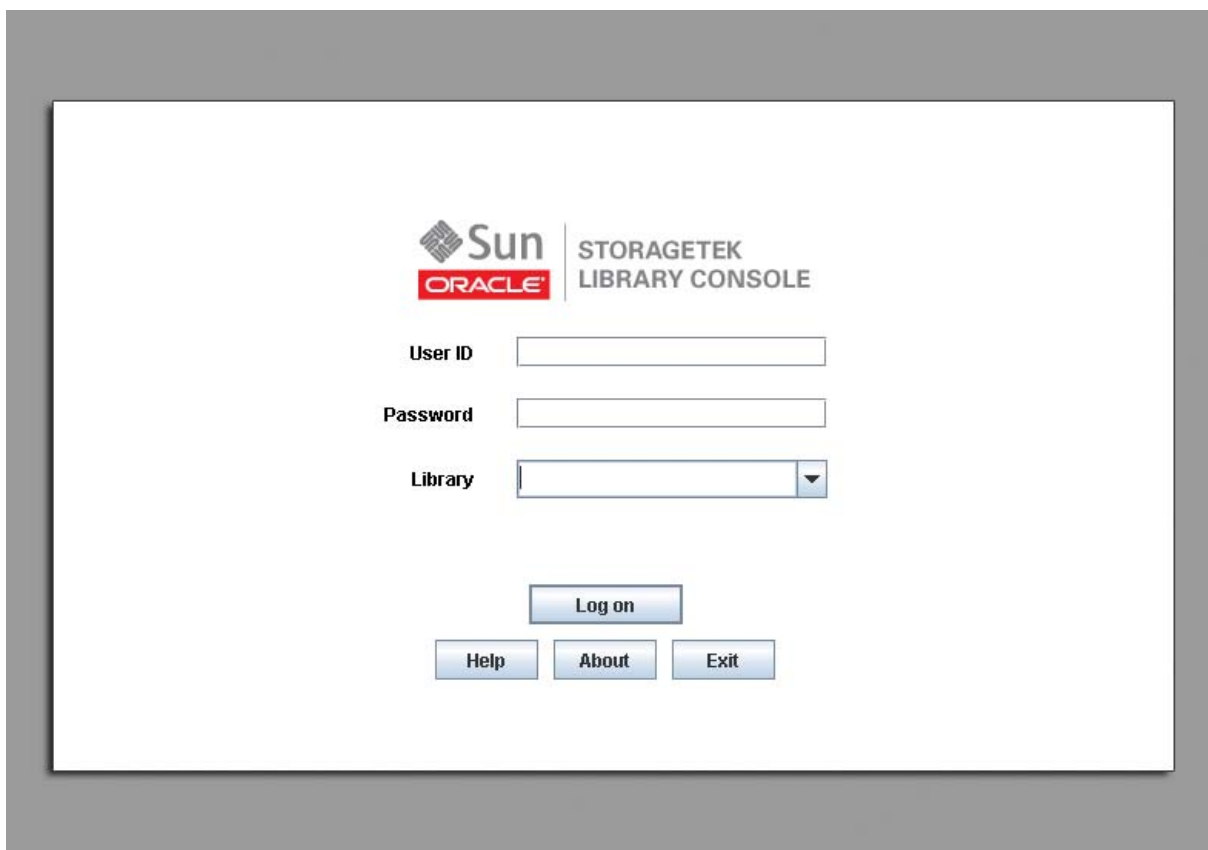 Sun
ORACLE
STORAGETEK
LIBRARY CONSOLE
User ID
Password
Library
Log on
Help
About
Exit